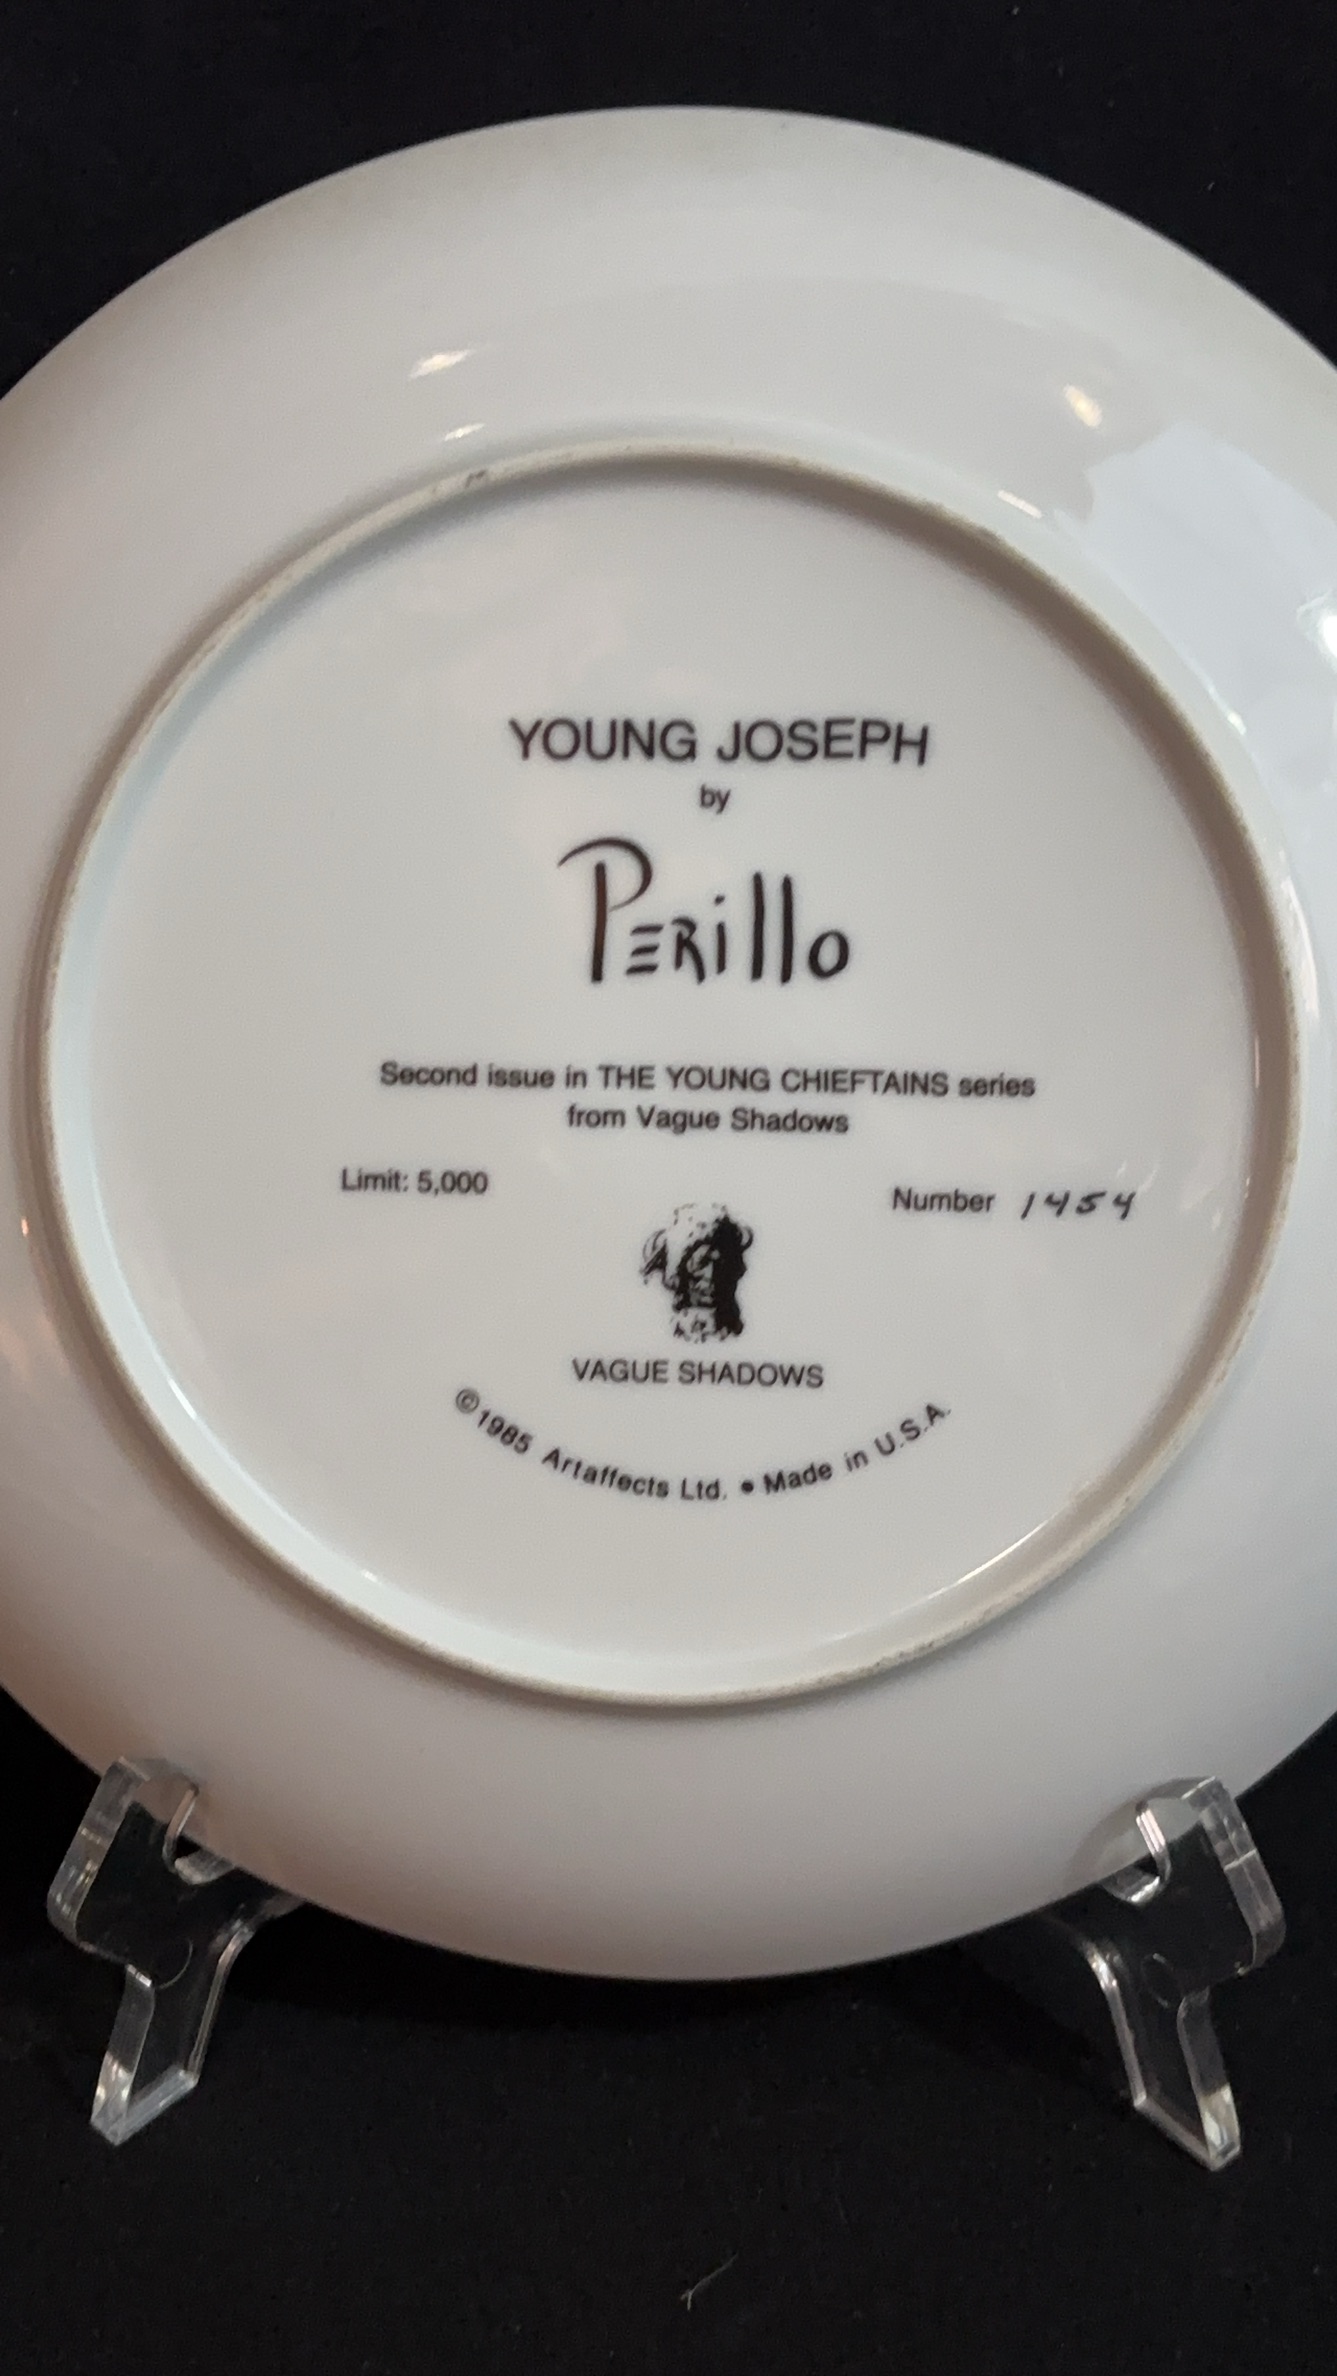 YOUNG JOSEPH
by
Perillo
Second issue in THE YOUNG CHIEFTAINS series
from Vague Shadows
Limit: 5,000
Number 1454
VAGUE SHADOWS
©1985 Artaffects Ltd. • Made in U.S.A.